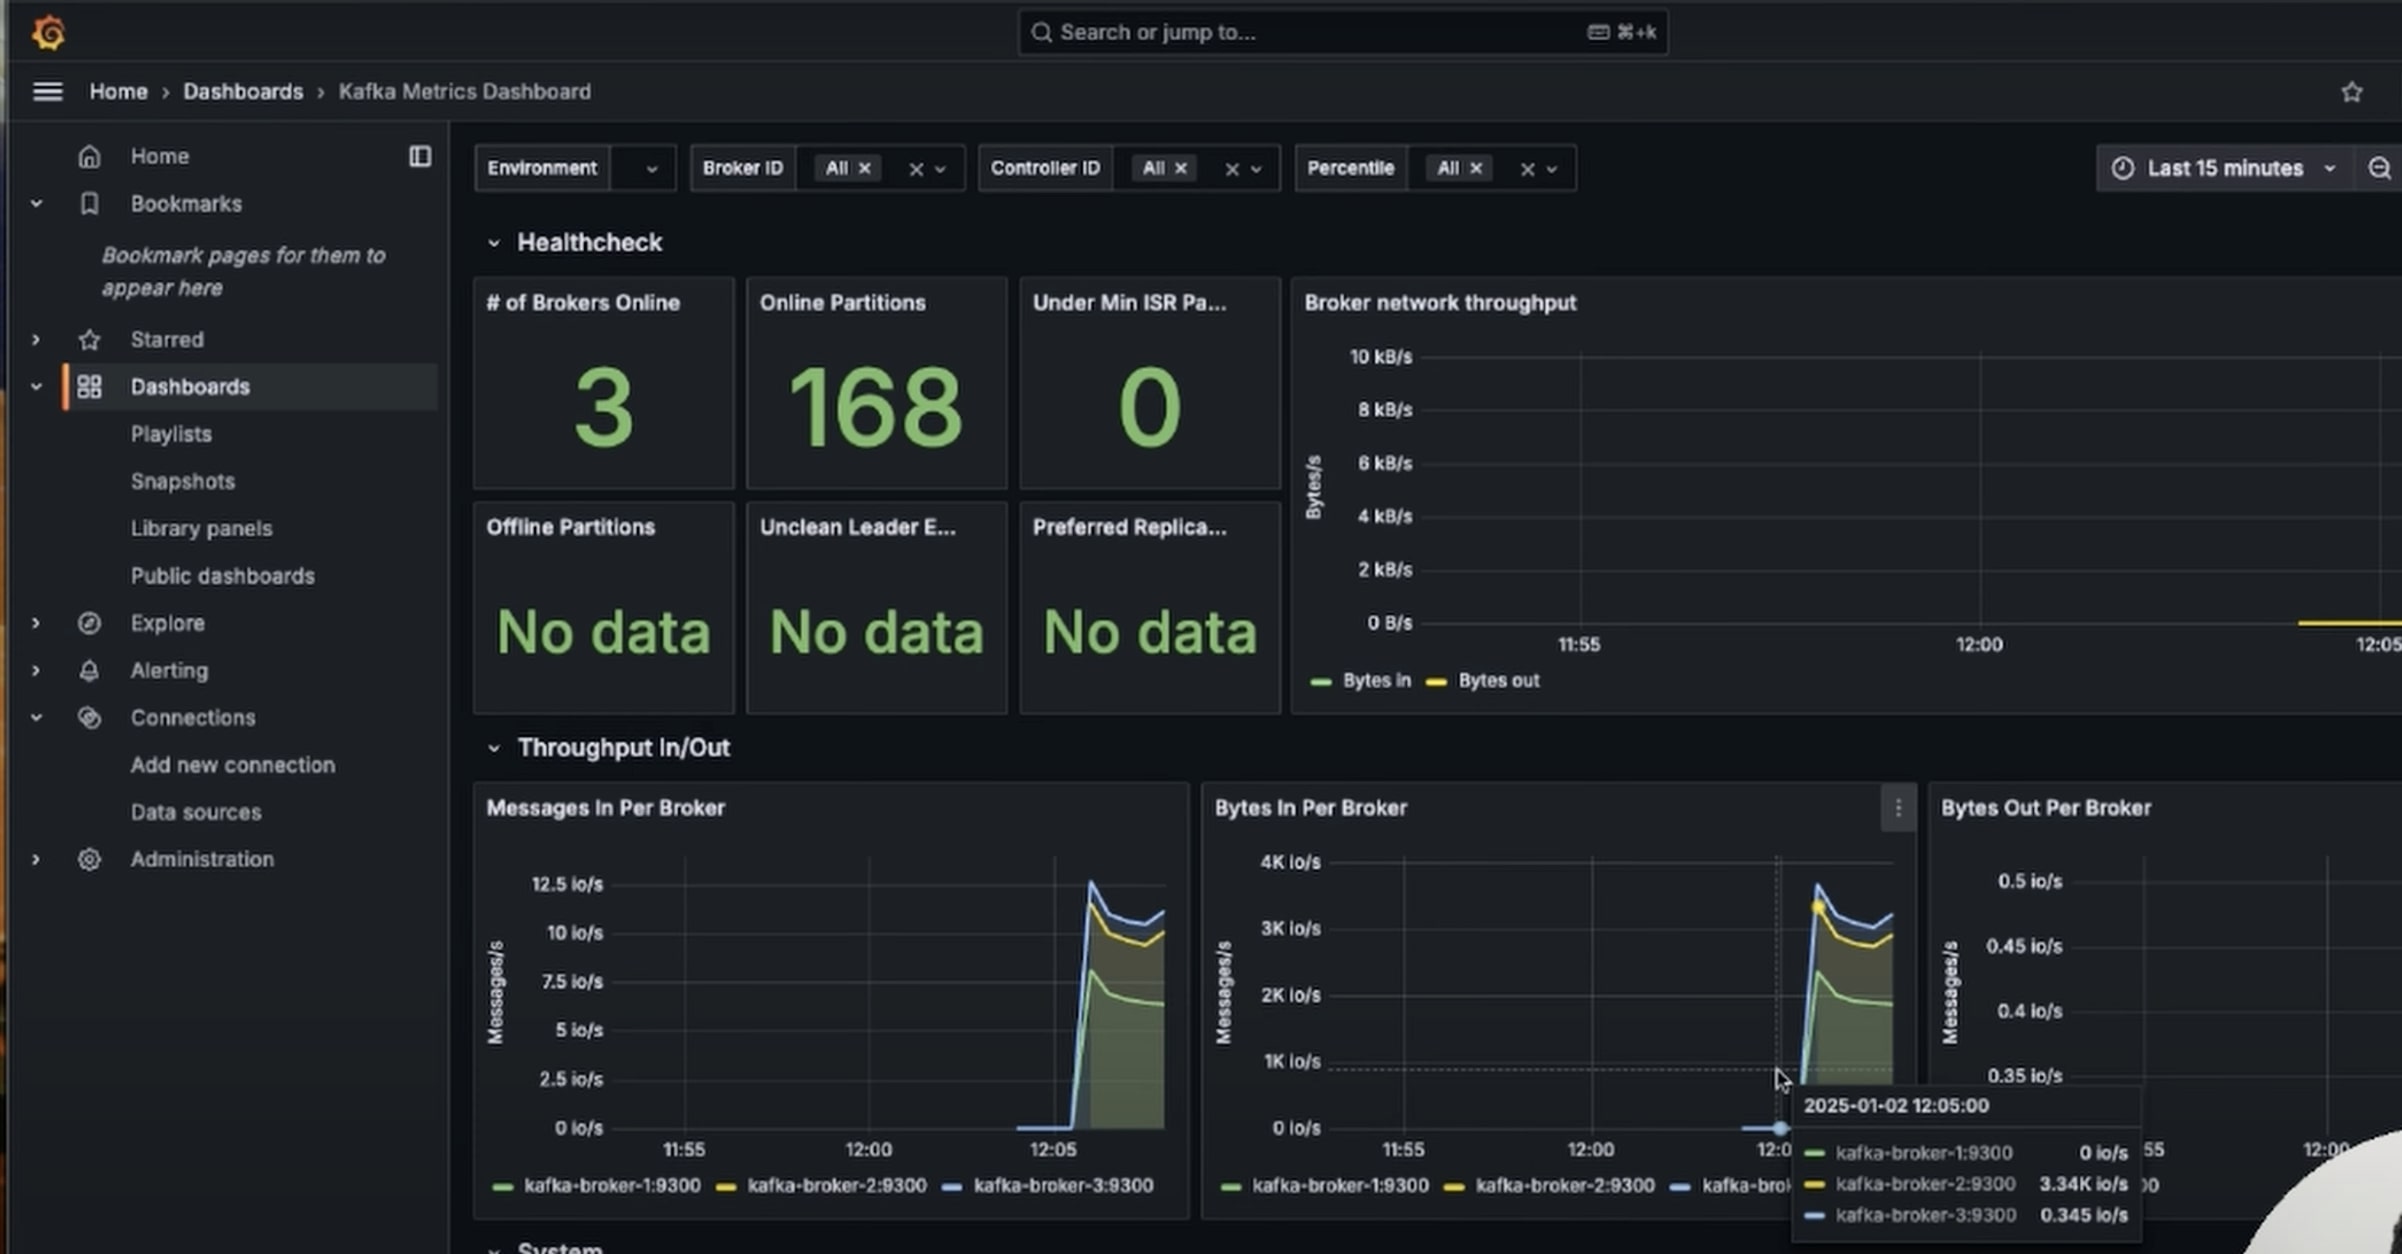 Search or jump to...
⌘+k
Home › Dashboards › Kafka Metrics Dashboard
Home
Bookmarks
Bookmark pages for them to
appear here
Starred
Dashboards
Playlists
Snapshots
Library panels
Public dashboards
Explore
Alerting
Connections
Add new connection
Data sources
Administration
Environment
Broker ID All
Controller ID All
Percentile All
Last 15 minutes
Healthcheck
# of Brokers Online
3
Online Partitions
168
Under Min ISR Pa...
0
Offline Partitions
No data
Unclean Leader E...
No data
Preferred Replica...
No data
Broker network throughput
Bytes/s
10 kB/s
8 kB/s
6 kB/s
4 kB/s
2 kB/s
0 B/s
11:55 12:00 12:05
Bytes in Bytes out
Throughput In/Out
Messages In Per Broker
Messages/s
12.5 io/s
10 io/s
7.5 io/s
5 io/s
2.5 io/s
0 io/s
11:55 12:00 12:05
kafka-broker-1:9300 kafka-broker-2:9300 kafka-broker-3:9300
Bytes In Per Broker
Messages/s
4K io/s
3K io/s
2K io/s
1K io/s
0 io/s
11:55 12:00 12:0
kafka-broker-1:9300 kafka-broker-2:9300 kafka-brok
2025-01-02 12:05:00
kafka-broker-1:9300 0 io/s
kafka-broker-2:9300 3.34K io/s
kafka-broker-3:9300 0.345 io/s
Bytes Out Per Broker
Messages/s
0.5 io/s
0.45 io/s
0.4 io/s
0.35 io/s
55 12:00
System